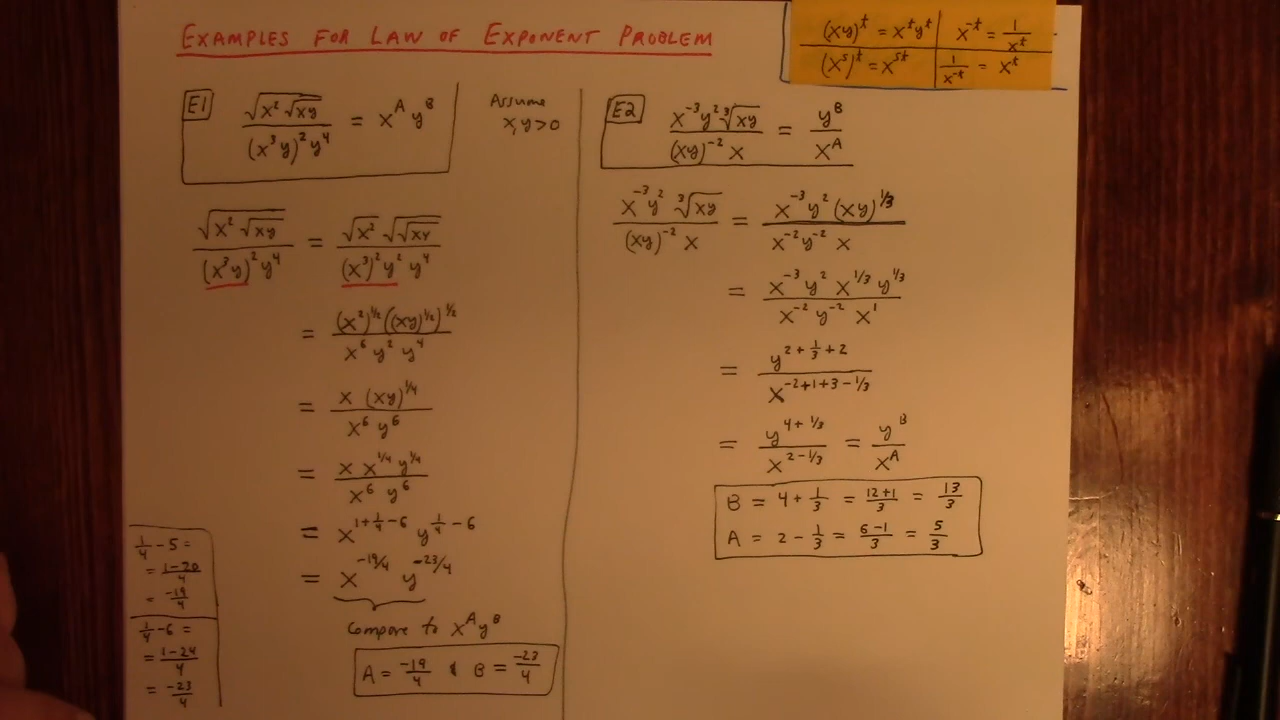 EXAMPLES FOR LAW OF EXPONENT PROBLEM
(xy)^t = x^t y^t | x^-t = 1/x^t
(x^s)^t = x^st | 1/x^-t = x^t
E1 √(x² √(xy)) / ((x³y)² y⁴) = x^A y^B
Assume
x,y > 0
√(x² √(xy)) / ((x³y)² y⁴) = √(x²) √(√(xy)) / ((x³)² y² y⁴)
= (x²)^1/2 ((xy)^1/2)^1/2 / (x⁶ y² y⁴)
= x (xy)^1/4 / (x⁶ y⁶)
= x x^1/4 y^1/4 / (x⁶ y⁶)
= x^(1+1/4-6) y^(1/4-6)
= x^(-19/4) y^(-23/4)
Compare to x^A y^B
A = -19/4 & B = -23/4
1/4 - 5 =
= (1-20)/4
= -19/4
1/4 - 6 =
= (1-24)/4
= -23/4
E2 x^-3 y² ∛(xy) / ((xy)^-2 x) = y^B / x^A
x^-3 y² ∛(xy) / ((xy)^-2 x) = x^-3 y² (xy)^1/3 / (x^-2 y^-2 x)
= x^-3 y² x^1/3 y^1/3 / (x^-2 y^-2 x^1)
= y^(2+1/3+2) / x^(-2+1+3-1/3)
= y^(4+1/3) / x^(2-1/3) = y^B / x^A
B = 4 + 1/3 = (12+1)/3 = 13/3
A = 2 - 1/3 = (6-1)/3 = 5/3